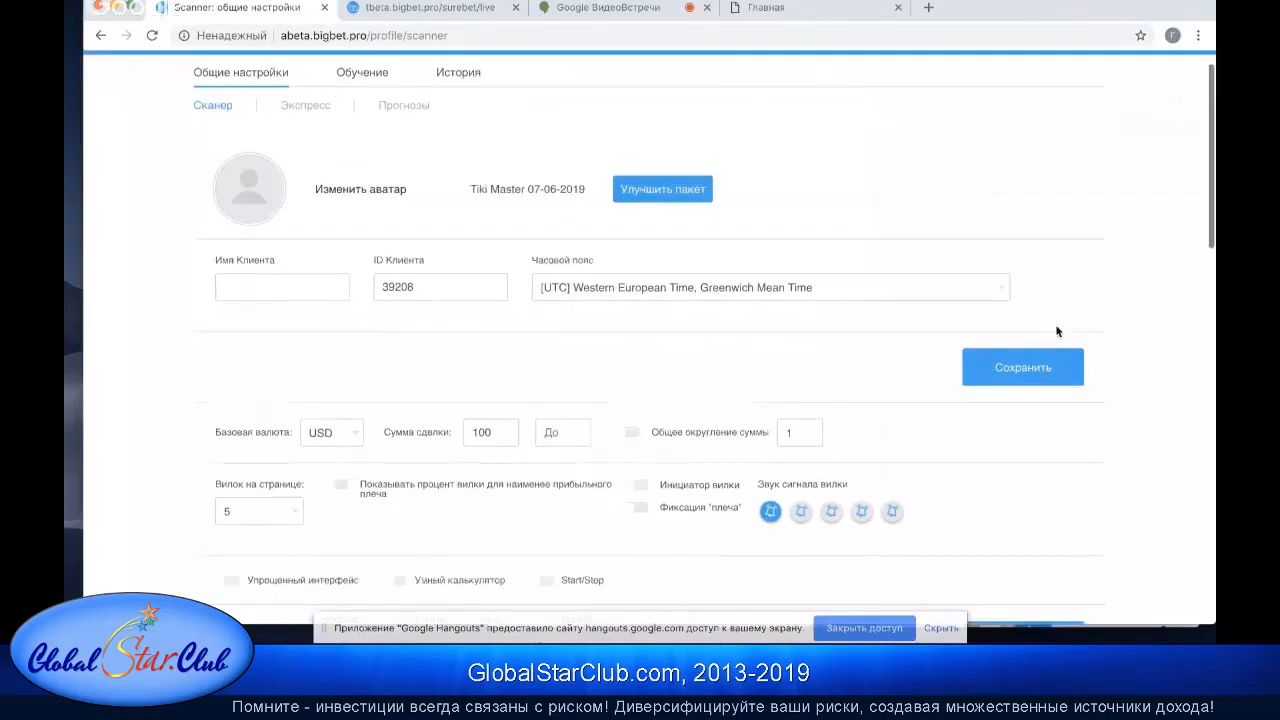 Scanner: общие настройки
tbeta.bigbet.pro/surebet/live
Google ВидеоВстречи
Главная
Ненадежный
abeta.bigbet.pro/profile/scanner
Г
Общие настройки
Обучение
История
Сканер
Экспресс
Прогнозы
Изменить аватар
Tiki Master 07-06-2019
Улучшить пакет
Имя Клиента
ID Клиента
Часовой пояс
39208
[UTC] Western European Time, Greenwich Mean Time
Сохранить
Базовая валюта:
USD
Сумма сделки:
100
До
Общее округление суммы
1
Вилок на странице:
Показывать процент вилки для наименее прибыльного
плеча
Инициатор вилки
Звук сигнала вилки
5
Фиксация "плеча"
Упрощенный интерфейс
Умный калькулятор
Start/Stop
Приложение "Google Hangouts" предоставило сайту hangouts.google.com доступ к вашему экрану.
Закрыть доступ
Скрыть
Global Star.Club
GlobalStarClub.com, 2013-2019
Помните - инвестиции всегда связаны с риском! Диверсифицируйте ваши риски, создавая множественные источники дохода!